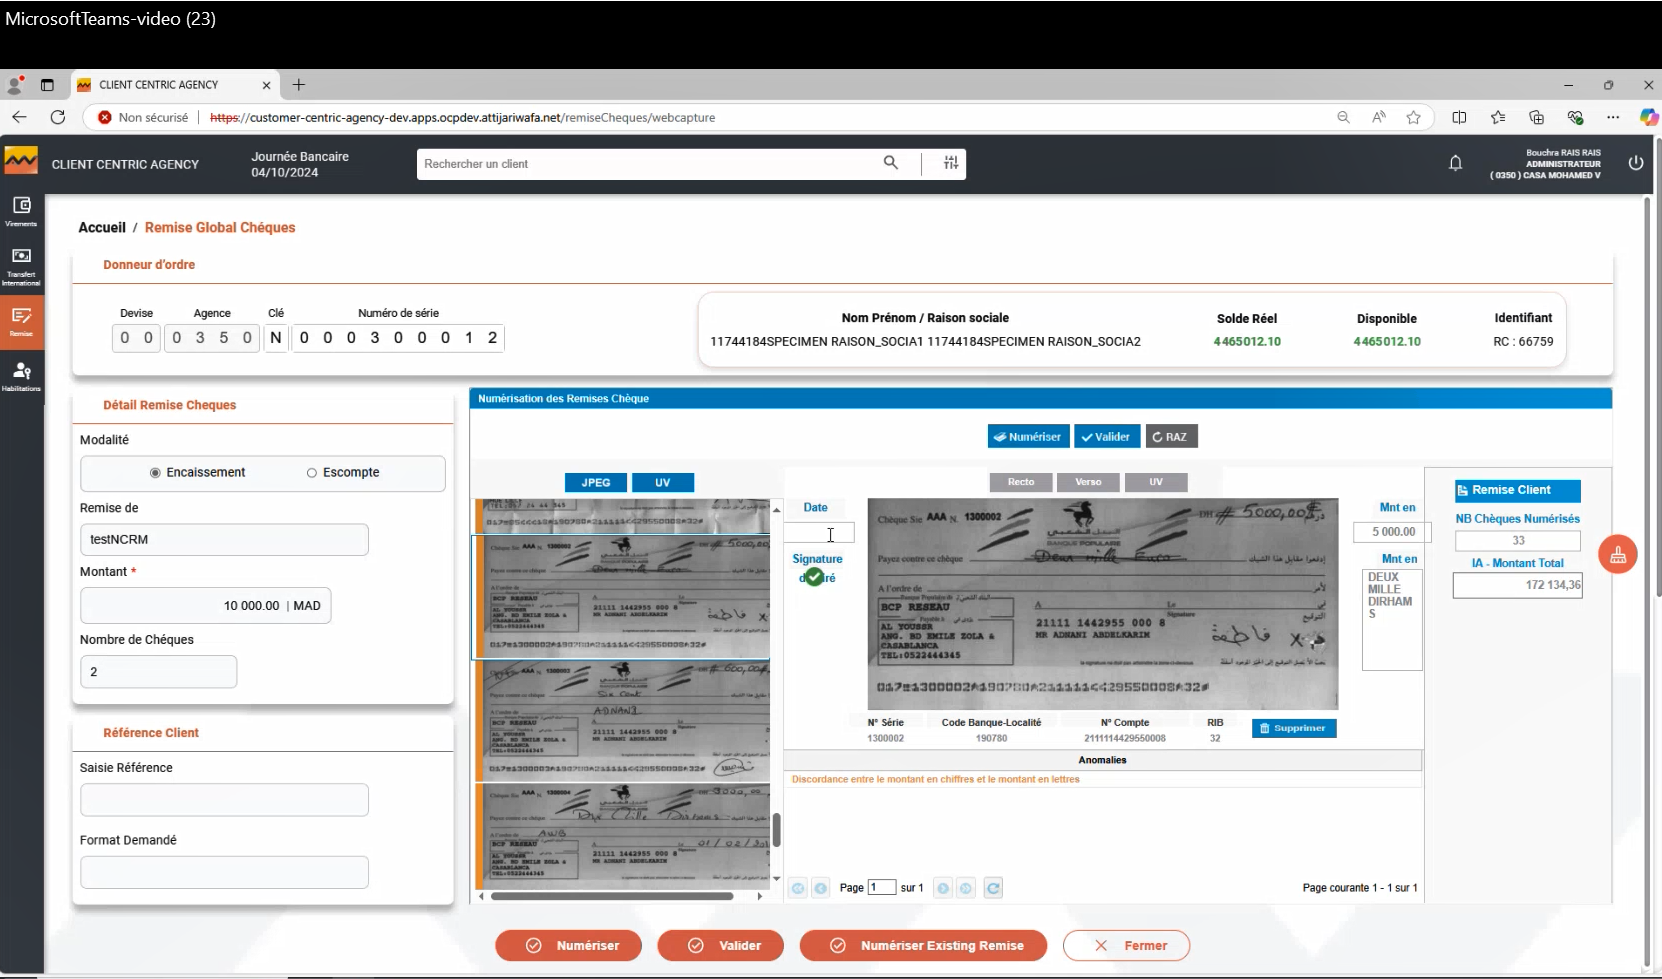 MicrosoftTeams-video (23)
CLIENT CENTRIC AGENCY
Non sécurisé
https://customer-centric-agency-dev.apps.ocpdev.attijariwafa.net/remiseCheques/webcapture
CLIENT CENTRIC AGENCY
Journée Bancaire
04/10/2024
Rechercher un client
Bouchra RAIS RAIS
ADMINISTRATEUR
( 0350 ) CASA MOHAMED V
Virements
Transfert
International
Remise
Habilitations
Accueil / Remise Global Chéques
Donneur d'ordre
Devise Agence Clé Numéro de série
0 0 0 3 5 0 N 0 0 0 3 0 0 0 1 2
Nom Prénom / Raison sociale Solde Réel Disponible Identifiant
11744184SPECIMEN RAISON_SOCIA1 11744184SPECIMEN RAISON_SOCIA2 4465012.10 4465012.10 RC : 66759
Détail Remise Cheques
Modalité
Encaissement Escompte
Remise de
testNCRM
Montant *
10 000.00 | MAD
Nombre de Chéques
2
Référence Client
Saisie Référence
Format Demandé
Numérisation des Remises Chèque
Numériser Valider RAZ
JPEG UV
Recto Verso UV
Date
Signature
Mnt en
5 000.00
Mnt en
DEUX
MILLE
DIRHAM
S
Chèque Sie AAA N. 1300002
DH # 5000,00
BANQUE POPULAIRE
Payez contre ce chèque Deux mille Euro
A l'ordre de
BCP RESEAU
AL YOUSSR
ANG. BD EMILE ZOLA &
CASABLANCA
TEL:0522444345
Signature
21111 1442955 000 8
MR ADNANI ABDELKARIM
N° Série Code Banque-Localité N° Compte RIB
1300002 190780 2111114429550008 32
Supprimer
Anomalies
Discordance entre le montant en chiffres et le montant en lettres
Page 1 sur 1
Page courante 1 - 1 sur 1
Remise Client
NB Chèques Numérisés
33
IA - Montant Total
172 134,36
Numériser Valider Numériser Existing Remise Fermer